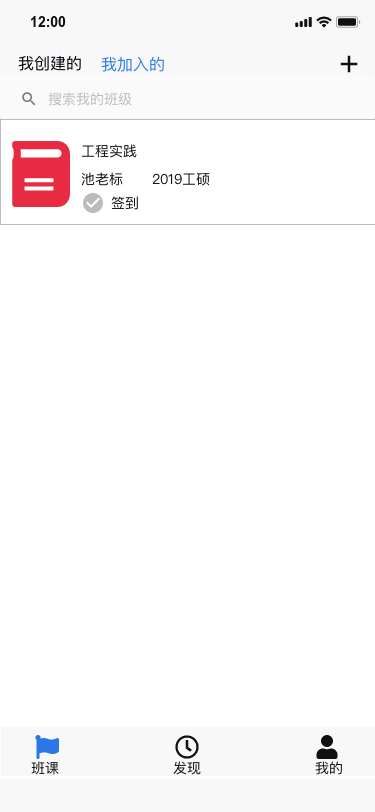 12:00
我创建的 我加入的
搜索我的班级
工程实践
池老标 2019工硕
签到
班课 发现 我的